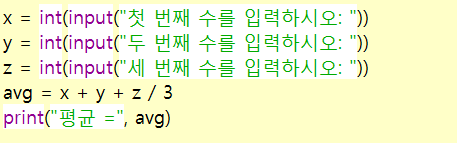 x = int(input("첫 번째 수를 입력하시오: "))
y = int(input("두 번째 수를 입력하시오: "))
z = int(input("세 번째 수를 입력하시오: "))
avg = x + y + z / 3
print("평균 =", avg)